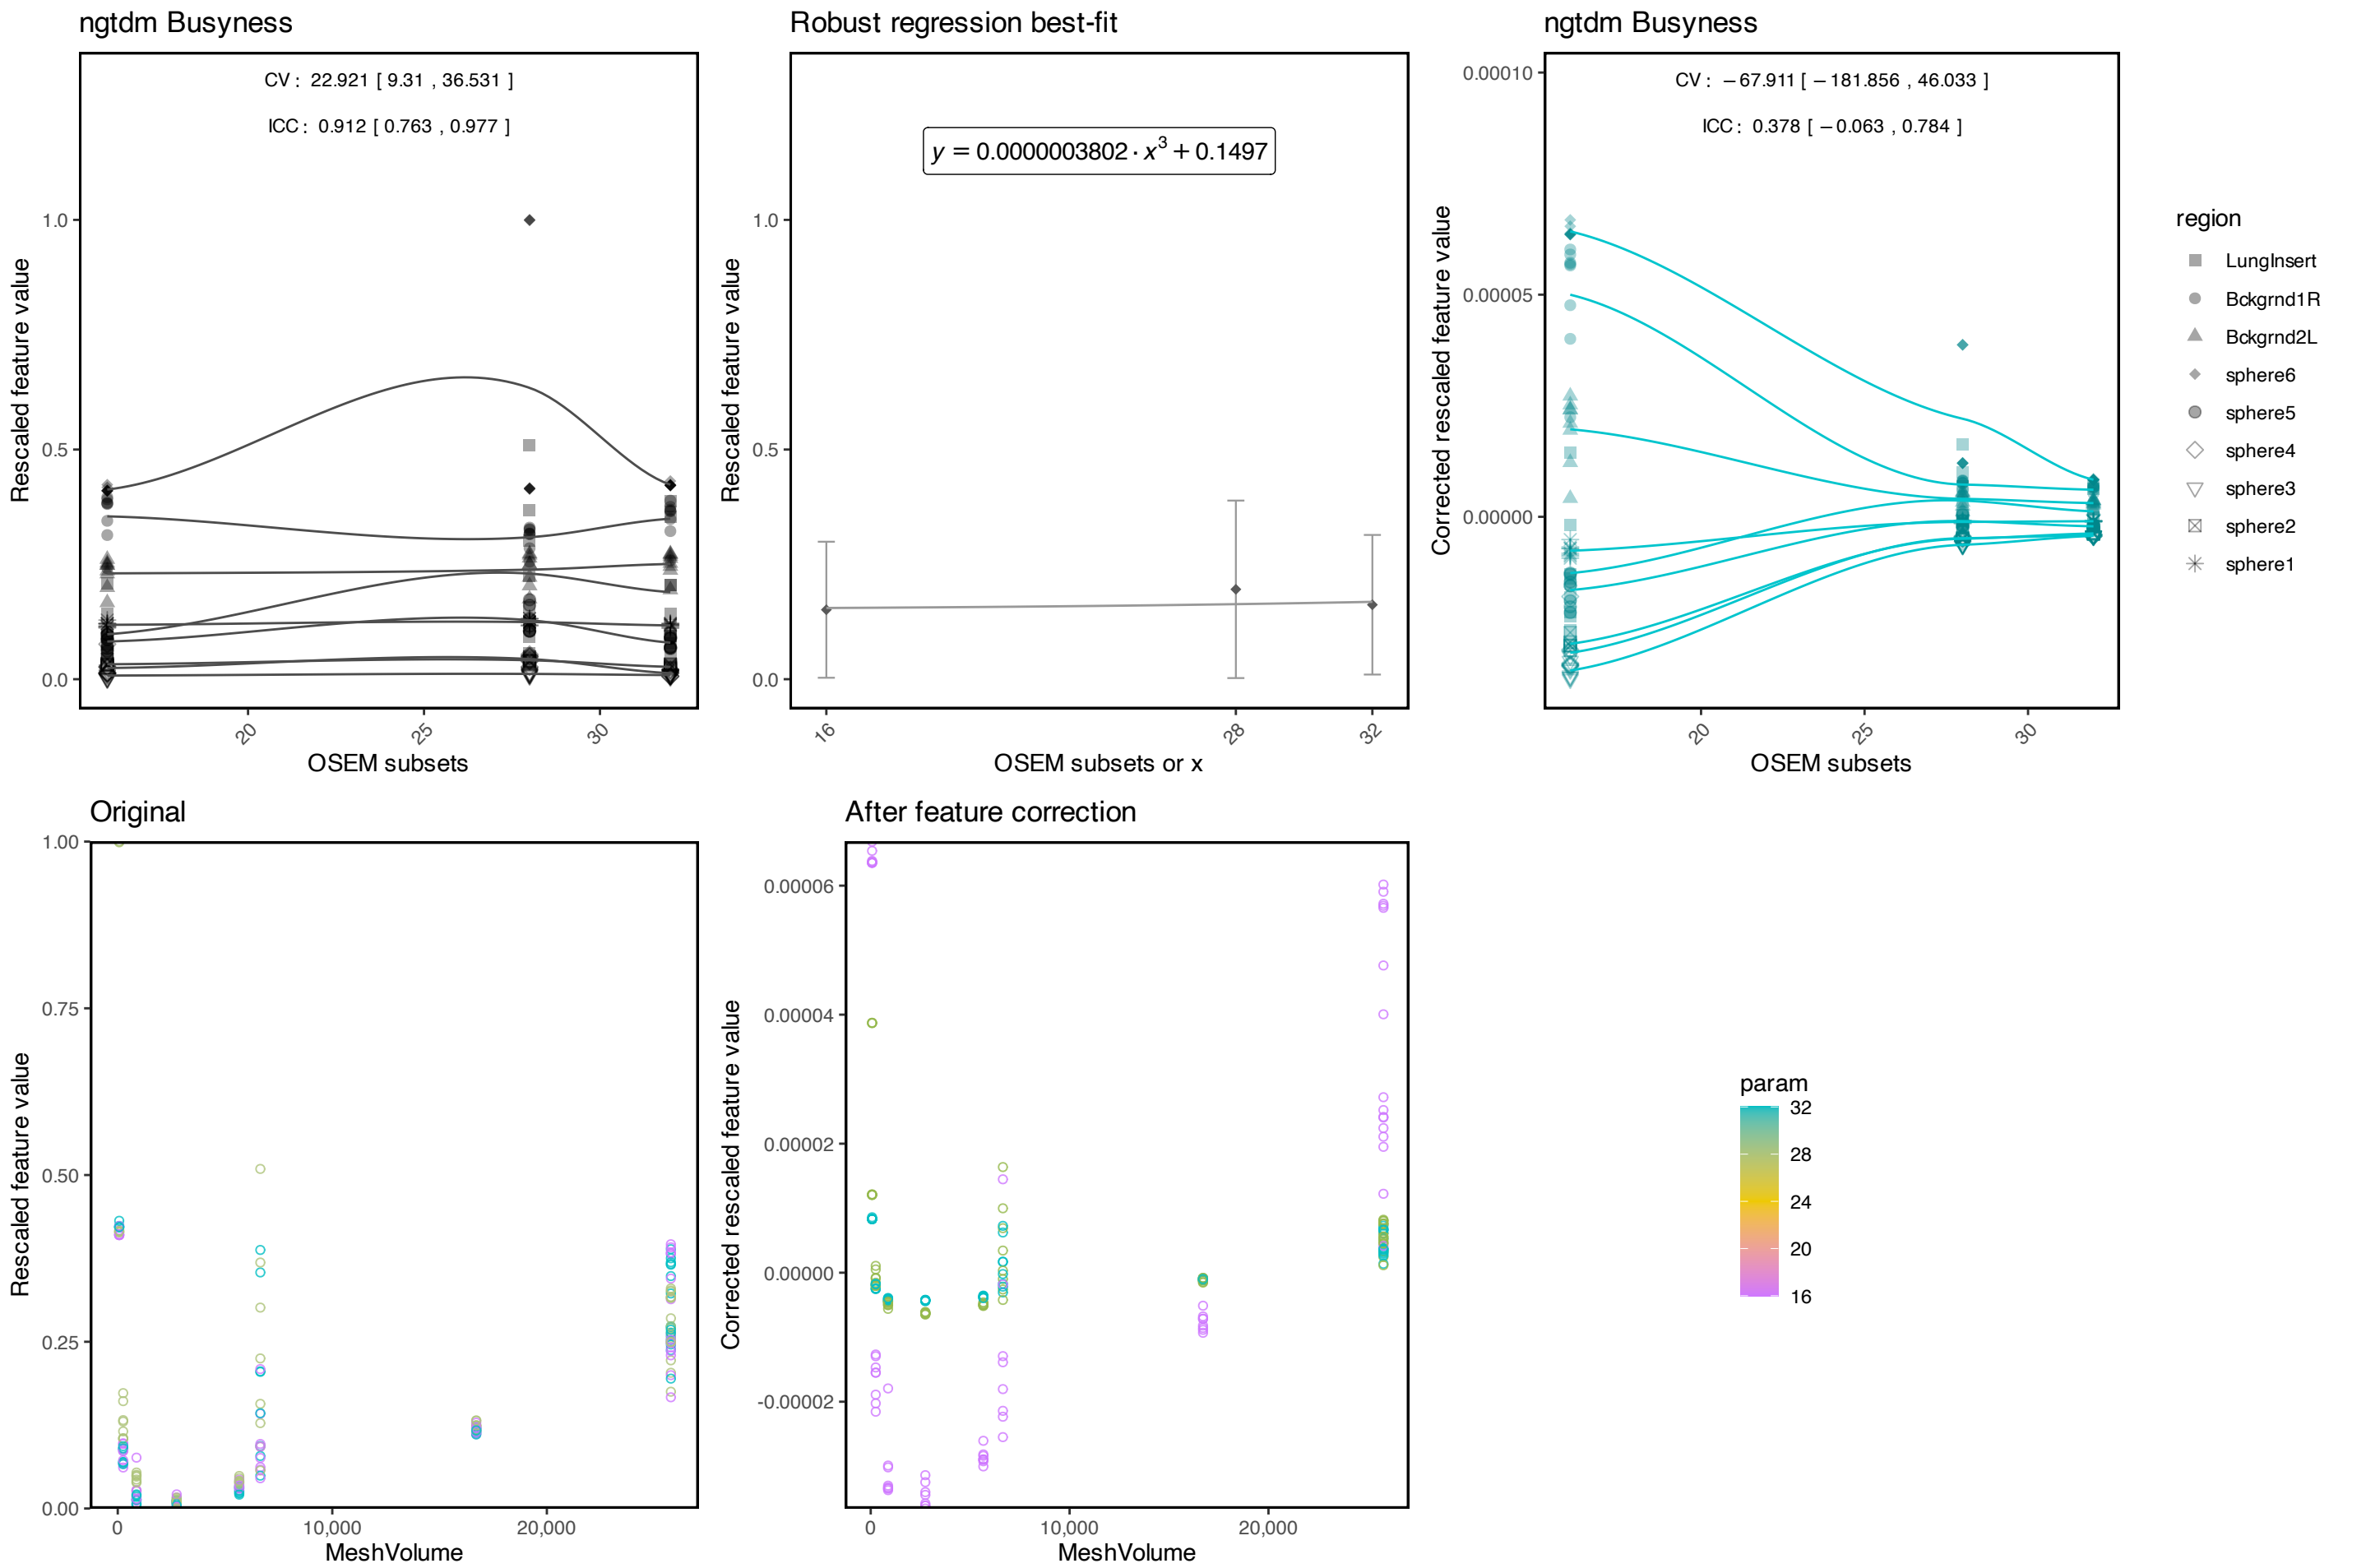 ngtdm Busyness
CV : 22.921 [ 9.31 , 36.531 ]
ICC : 0.912 [ 0.763 , 0.977 ]
Rescaled feature value
1.0
0.5
0.0
20
25
30
OSEM subsets
Robust regression best-fit
y = 0.0000003802 · x³ + 0.1497
Rescaled feature value
1.0
0.5
0.0
16
28
32
OSEM subsets or x
ngtdm Busyness
CV : −67.911 [ −181.856 , 46.033 ]
ICC : 0.378 [ −0.063 , 0.784 ]
Corrected rescaled feature value
0.00010
0.00005
0.00000
20
25
30
OSEM subsets
region
LungInsert
Bckgrnd1R
Bckgrnd2L
sphere6
sphere5
sphere4
sphere3
sphere2
sphere1
Original
Rescaled feature value
1.00
0.75
0.50
0.25
0.00
0
10,000
20,000
MeshVolume
After feature correction
Corrected rescaled feature value
0.00006
0.00004
0.00002
0.00000
-0.00002
0
10,000
20,000
MeshVolume
param
32
28
24
20
16